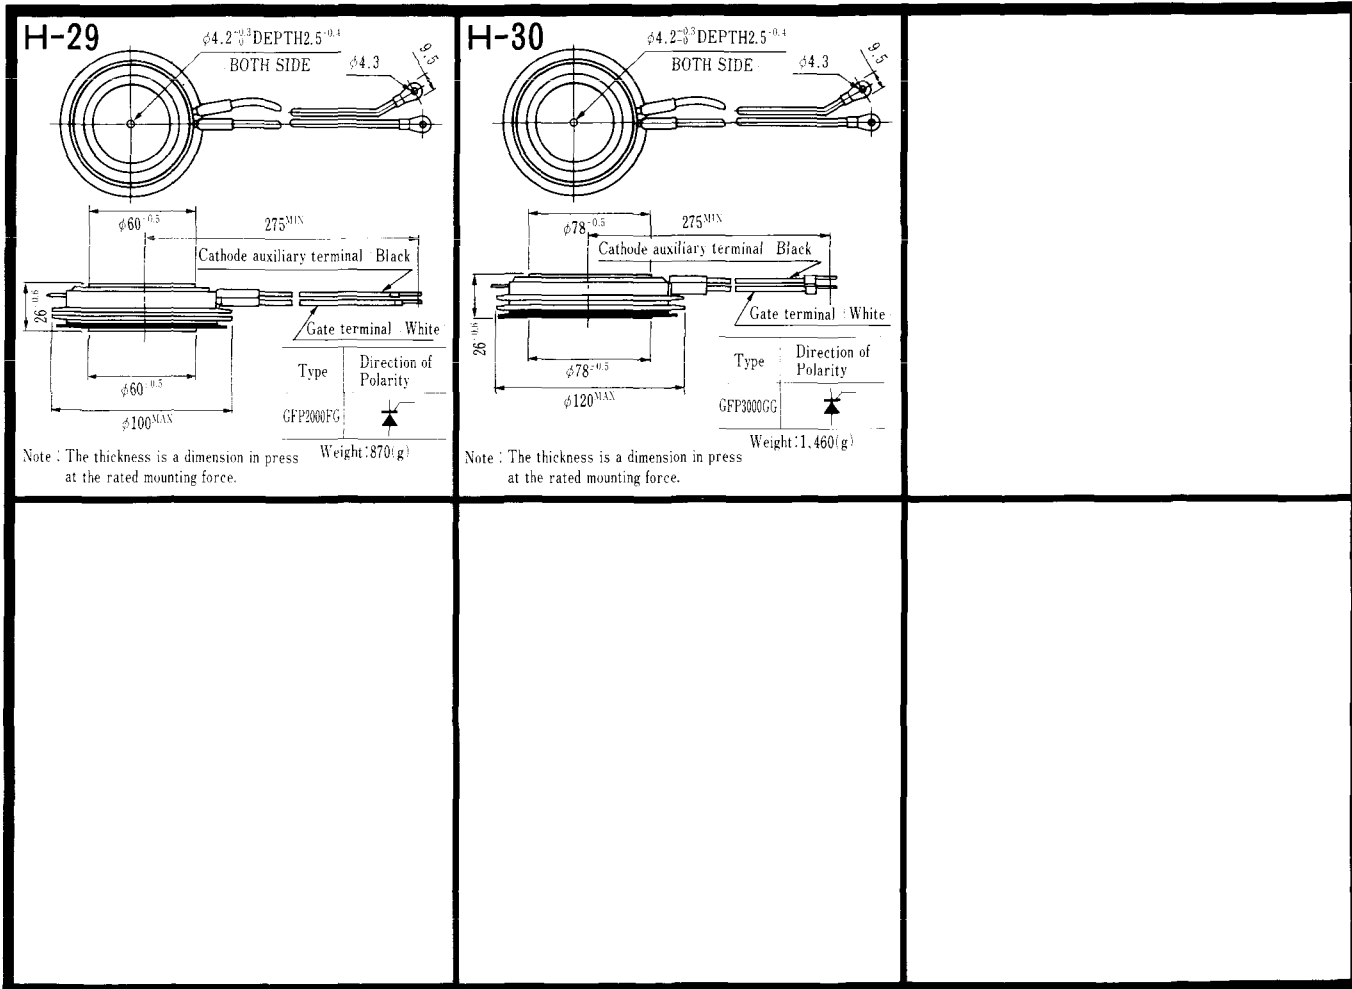 H-29
φ4.2⁺⁰·³₀ DEPTH2.5⁻⁰·⁴
BOTH SIDE
φ4.3
9.5
φ60⁻⁰·⁵
275MIN
Cathode auxiliary terminal Black
26⁻⁰·⁶
Gate terminal White
φ60⁻⁰·⁵
φ100MAX
Type
Direction of
Polarity
GFP2000FG
Weight:870(g)
Note : The thickness is a dimension in press
at the rated mounting force.
H-30
φ4.2⁺⁰·³₀ DEPTH2.5⁻⁰·⁴
BOTH SIDE
φ4.3
9.5
φ78⁻⁰·⁵
275MIN
Cathode auxiliary terminal Black
26⁻⁰·⁶
Gate terminal : White
φ78⁻⁰·⁵
φ120MAX
Type
Direction of
Polarity
GFP3000GG
Weight:1,460(g)
Note : The thickness is a dimension in press
at the rated mounting force.